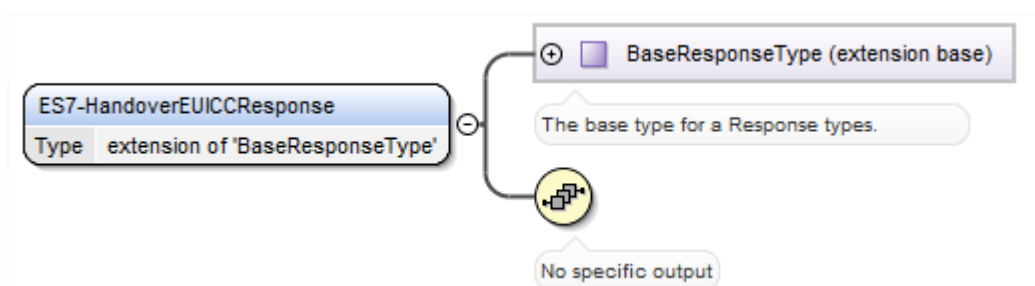 BaseResponseType (extension base)
ES7-HandoverEUICCResponse
Type extension of 'BaseResponseType'
The base type for a Response types.
No specific output